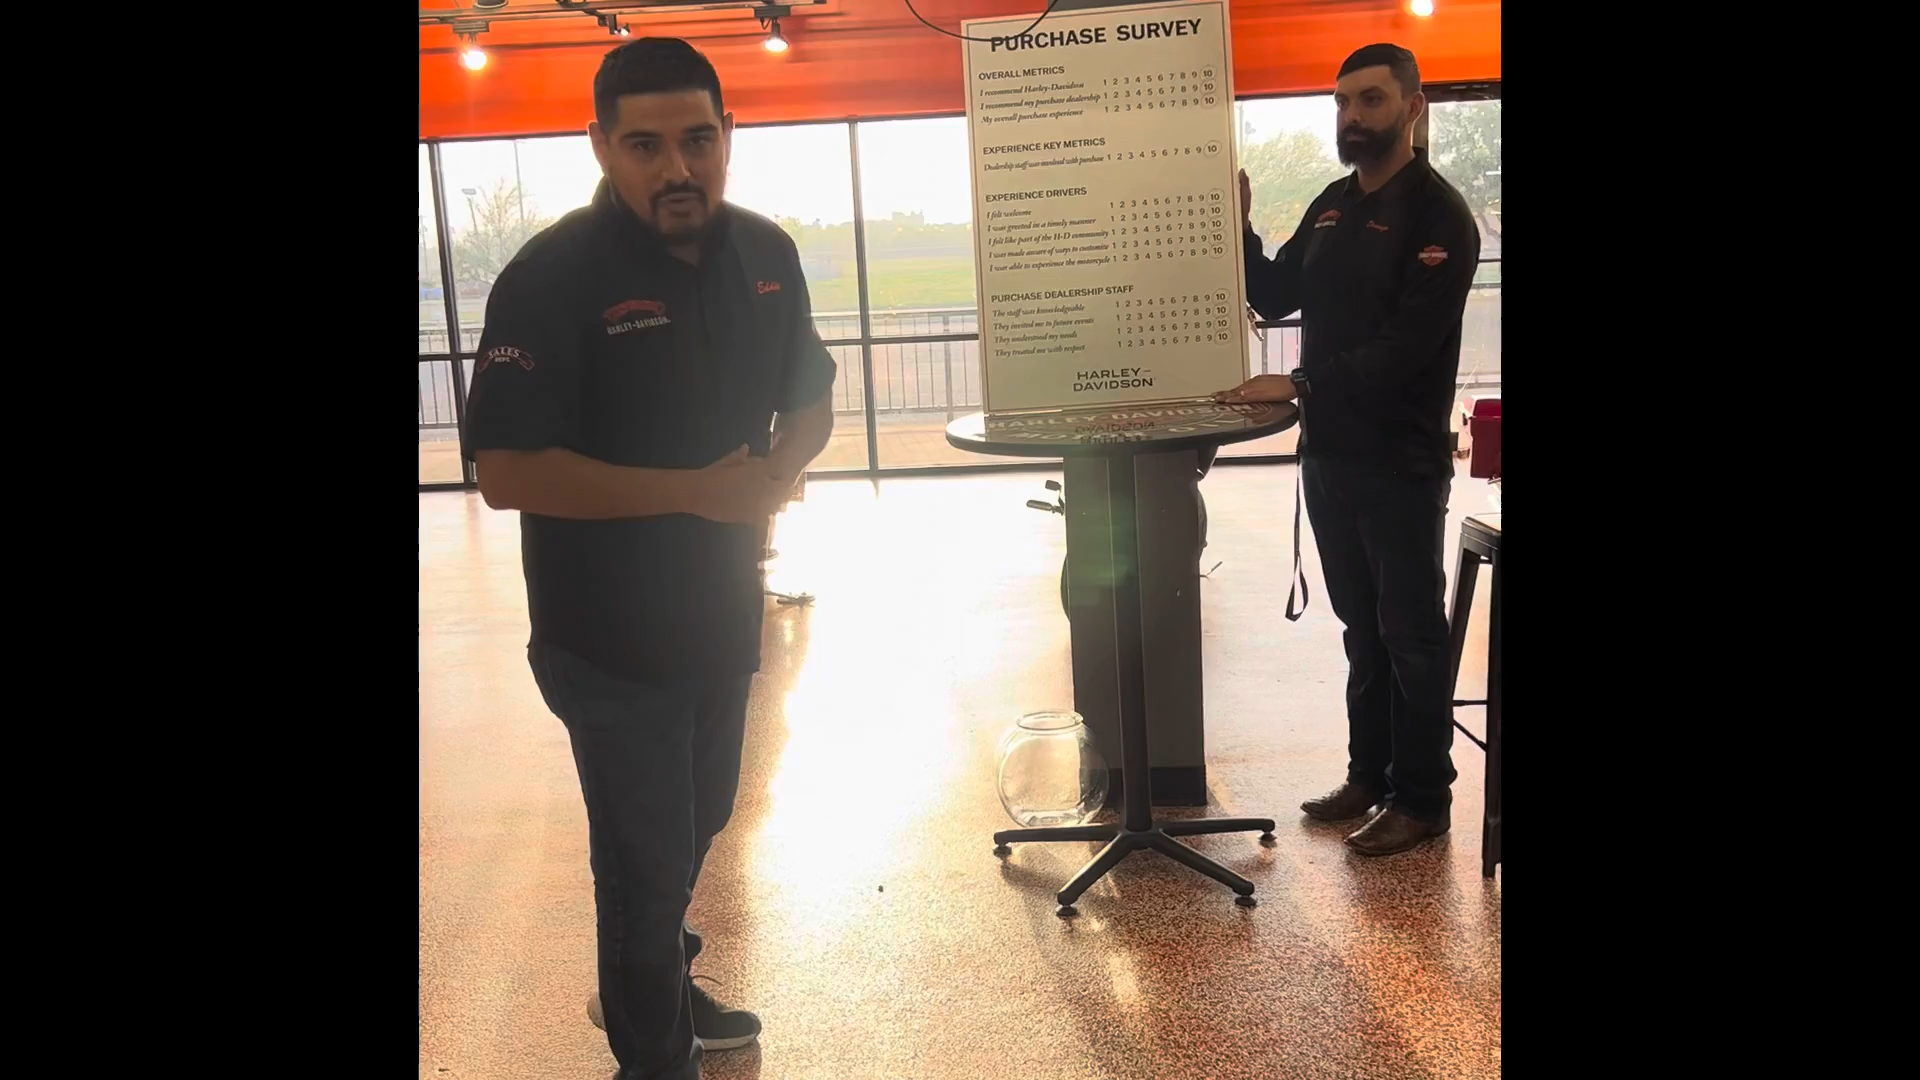 PURCHASE SURVEY
OVERALL METRICS
I recommend Harley-Davidson 1 2 3 4 5 6 7 8 9 10
I recommend my purchase dealership 1 2 3 4 5 6 7 8 9 10
My overall purchase experience 1 2 3 4 5 6 7 8 9 10
EXPERIENCE KEY METRICS
Dealership staff was involved with purchase 1 2 3 4 5 6 7 8 9 10
EXPERIENCE DRIVERS
I felt welcome 1 2 3 4 5 6 7 8 9 10
I was greeted in a timely manner 1 2 3 4 5 6 7 8 9 10
I felt like part of the H-D community 1 2 3 4 5 6 7 8 9 10
I was made aware of ways to customize 1 2 3 4 5 6 7 8 9 10
I was able to experience the motorcycle 1 2 3 4 5 6 7 8 9 10
PURCHASE DEALERSHIP STAFF
The staff was knowledgeable 1 2 3 4 5 6 7 8 9 10
They invited me to future events 1 2 3 4 5 6 7 8 9 10
They understood my needs 1 2 3 4 5 6 7 8 9 10
They treated me with respect 1 2 3 4 5 6 7 8 9 10
HARLEY-
DAVIDSON
HARLEY-DAVIDSON
MOTOR OIL
Eddie
HARLEY-DAVIDSON
SALES
DEPT.